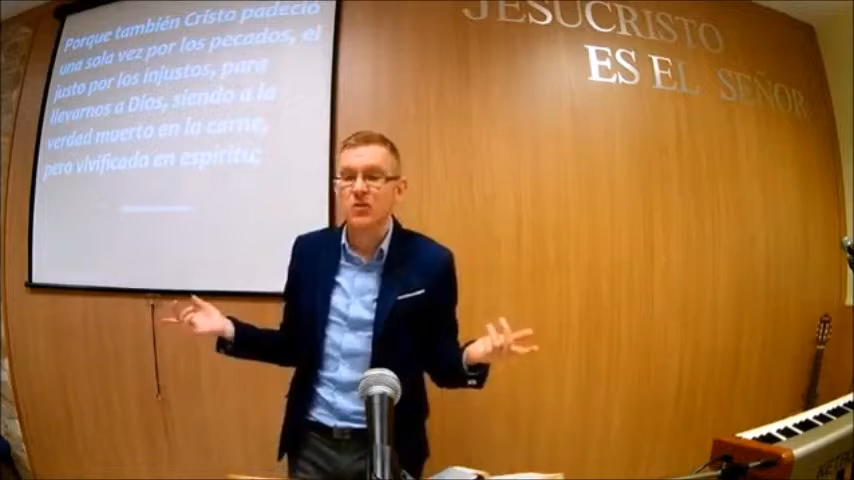 Porque también Cristo padeció
una sola vez por los pecados, el
justo por los injustos, para
llevarnos a Dios, siendo a la
verdad muerto en la carne,
pero vivificado en espíritu;
JESUCRISTO
ES EL SEÑOR